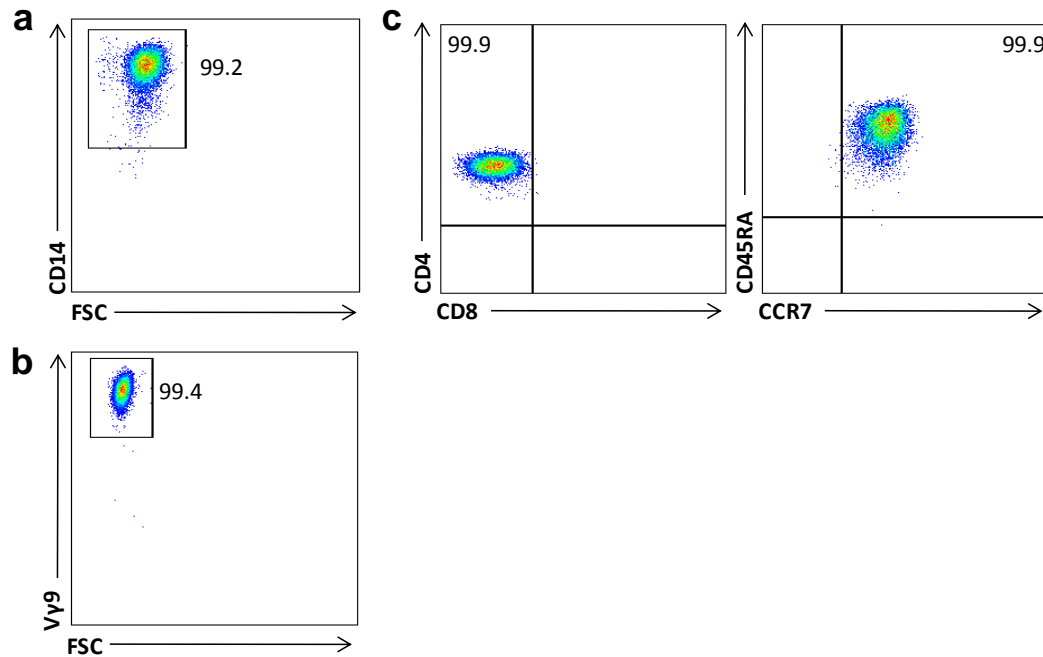 a
99.2
CD14
FSC
b
99.4
Vγ9
FSC
c
99.9
CD4
CD8
99.9
CD45RA
CCR7